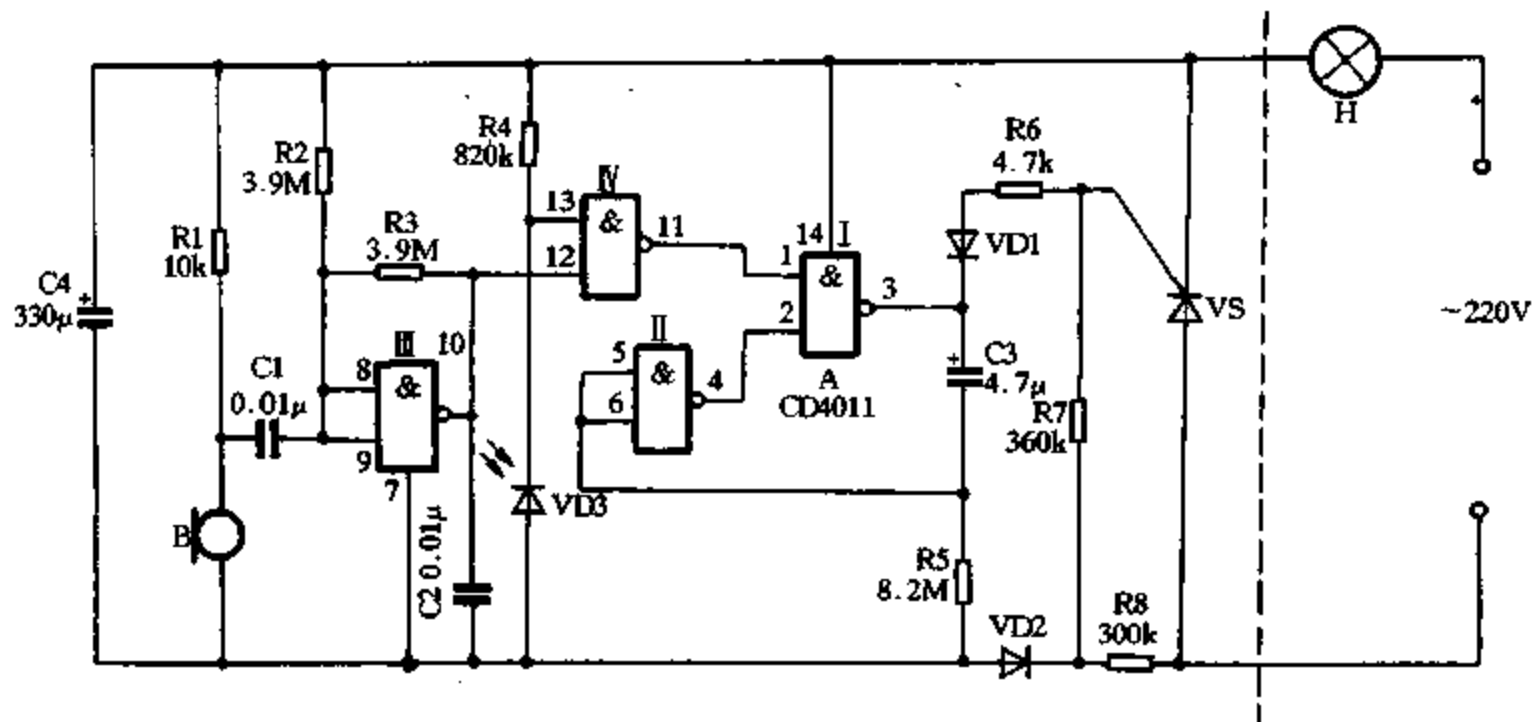 H
R4
820k
R2
3.9M
R6
4.7k
Ⅳ
13
&
11
12
14
Ⅰ
VD1
R3
3.9M
R1
10k
1
&
3
2
VS
~220V
C4
+
330μ
Ⅲ
10
Ⅱ
5
&
4
6
A
CD4011
+
C3
4.7μ
C1
0.01μ
8
&
9
7
R7
360k
VD3
B
C2 0.01μ
R5
8.2M
VD2
R8
300k